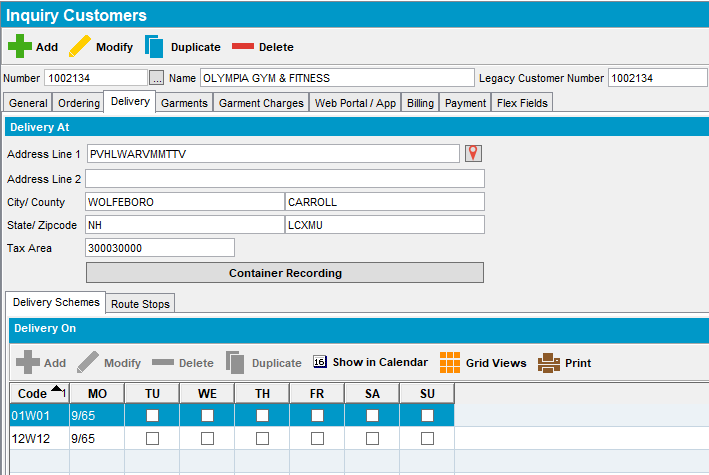 Inquiry Customers
Add Modify Duplicate Delete
Number 1002134 ... Name OLYMPIA GYM & FITNESS Legacy Customer Number 1002134
General Ordering Delivery Garments Garment Charges Web Portal / App Billing Payment Flex Fields
Delivery At
Address Line 1 PVHLWARVMMTTV
Address Line 2
City/ County WOLFEBORO CARROLL
State/ Zipcode NH LCXMU
Tax Area 300030000
Container Recording
Delivery Schemes Route Stops
Delivery On
Add Modify Delete Duplicate 16 Show in Calendar Grid Views Print
Code 1 MO TU WE TH FR SA SU
01W01 9/65
12W12 9/65